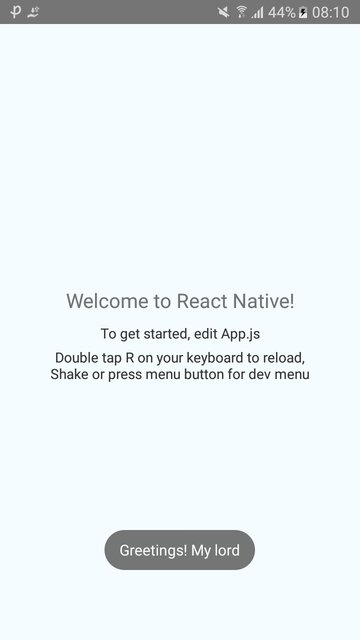 44% 08:10
Welcome to React Native!
To get started, edit App.js
Double tap R on your keyboard to reload,
Shake or press menu button for dev menu
Greetings! My lord